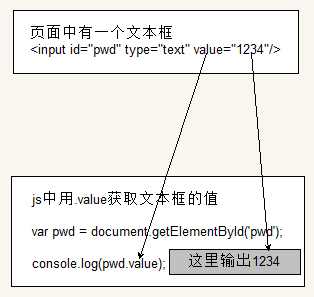 页面中有一个文本框
<input id="pwd" type="text" value="1234"/>
js中用.value获取文本框的值
var pwd = document.getElementById('pwd');
console.log(pwd.value); 这里输出1234